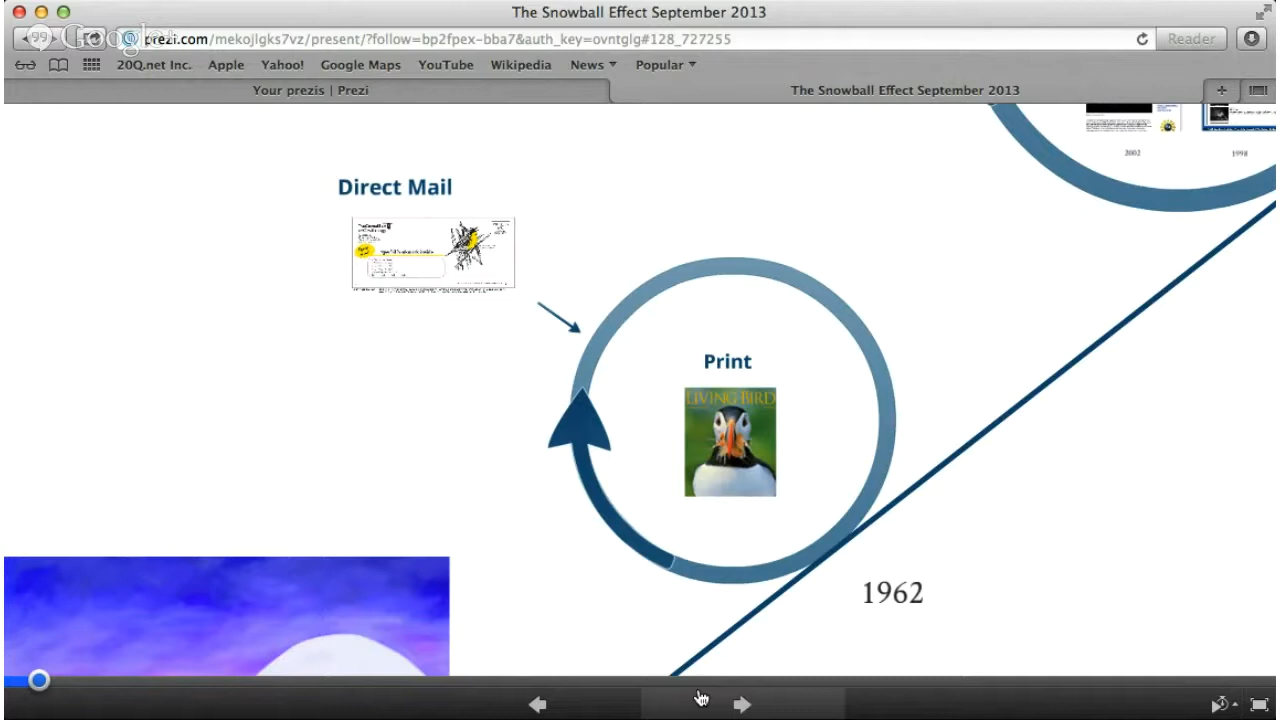 The Snowball Effect September 2013
Google+
prezi.com/mekojlgks7vz/present/?follow=bp2fpex-bba7&auth_key=ovntglg#128_727255
Reader
20Q.net Inc. Apple Yahoo! Google Maps YouTube Wikipedia News Popular
Your prezis | Prezi
The Snowball Effect September 2013
2002
1998
Direct Mail
Print
LIVING BIRD
1962